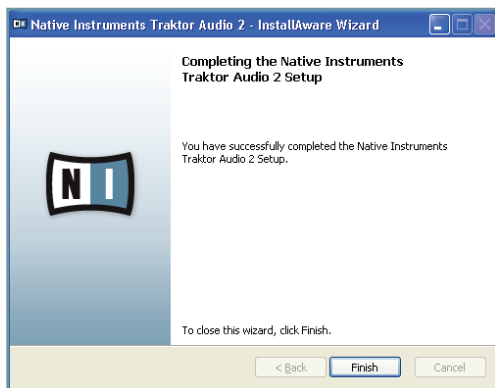 Native Instruments Traktor Audio 2 - InstallAware Wizard
Completing the Native Instruments
Traktor Audio 2 Setup
You have successfully completed the Native Instruments
Traktor Audio 2 Setup.
N I
To close this wizard, click Finish.
< Back Finish Cancel